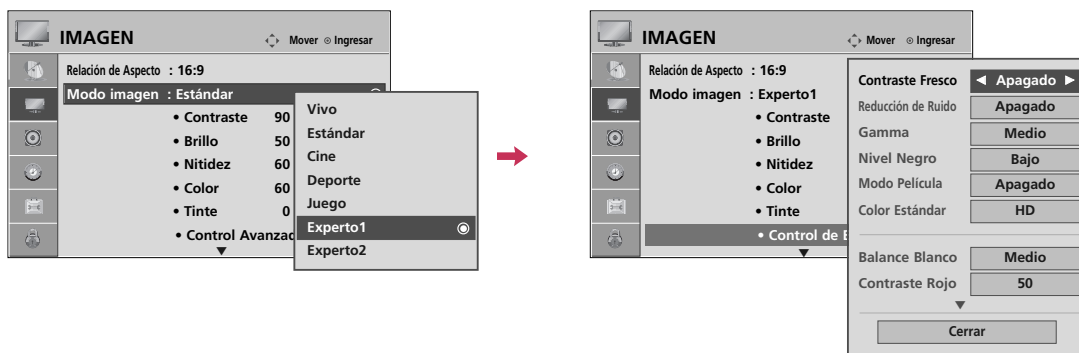 IMAGEN
Mover
Ingresar
Relación de Aspecto : 16:9
Modo imagen : Estándar
• Contraste 90
• Brillo 50
• Nitidez 60
• Color 60
• Tinte 0
• Control Avanzad
Vivo
Estándar
Cine
Deporte
Juego
Experto1
Experto2
IMAGEN
Mover
Ingresar
Relación de Aspecto : 16:9
Modo imagen : Experto1
• Contraste
• Brillo
• Nitidez
• Color
• Tinte
• Control de E
Contraste Fresco ◄ Apagado ►
Reducción de Ruido Apagado
Gamma Medio
Nivel Negro Bajo
Modo Película Apagado
Color Estándar HD
Balance Blanco Medio
Contraste Rojo 50
Cerrar